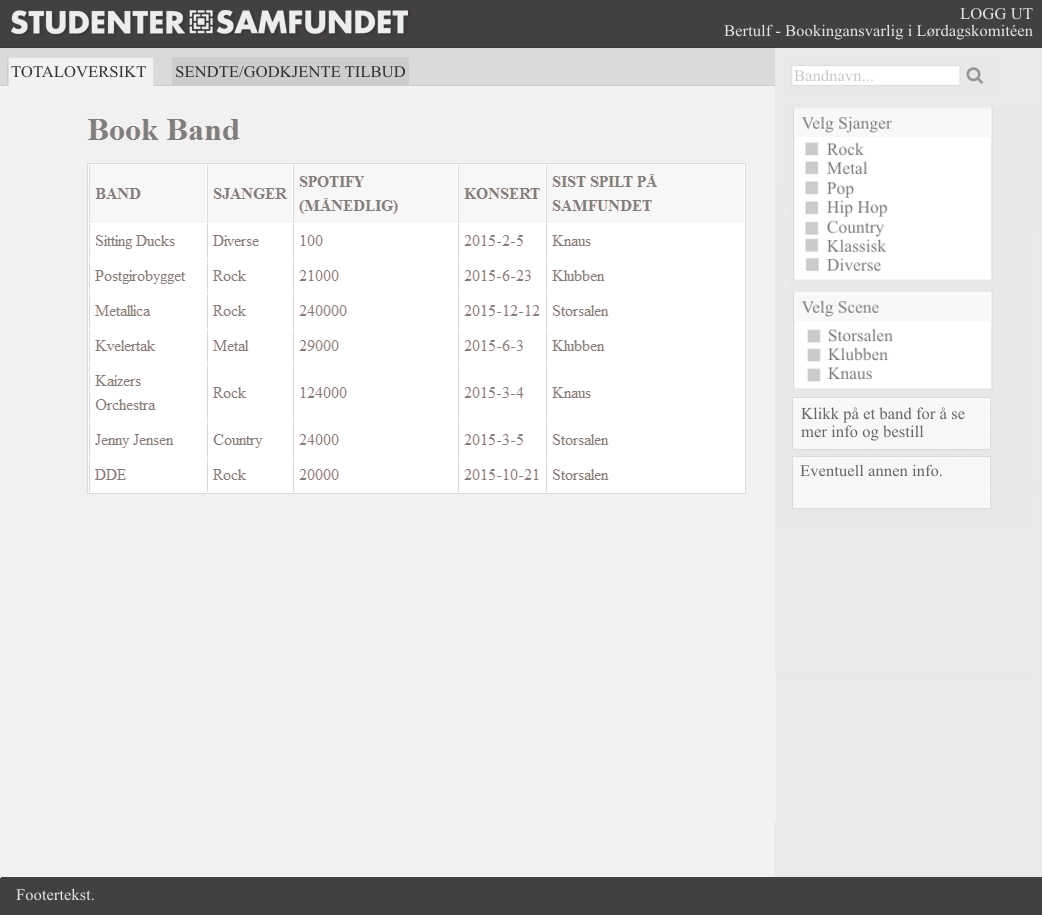 STUDENTER SAMFUNDET
LOGG UT
Bertulf - Bookingansvarlig i Lørdagskomitéen
TOTALOVERSIKT SENDTE/GODKJENTE TILBUD
Bandnavn...
Book Band
BAND SJANGER SPOTIFY (MÅNEDLIG) KONSERT SIST SPILT PÅ SAMFUNDET
Sitting Ducks Diverse 100 2015-2-5 Knaus
Postgirobygget Rock 21000 2015-6-23 Klubben
Metallica Rock 240000 2015-12-12 Storsalen
Kvelertak Metal 29000 2015-6-3 Klubben
Kaizers Orchestra Rock 124000 2015-3-4 Knaus
Jenny Jensen Country 24000 2015-3-5 Storsalen
DDE Rock 20000 2015-10-21 Storsalen
Velg Sjanger
Rock
Metal
Pop
Hip Hop
Country
Klassisk
Diverse
Velg Scene
Storsalen
Klubben
Knaus
Klikk på et band for å se
mer info og bestill
Eventuell annen info.
Footertekst.